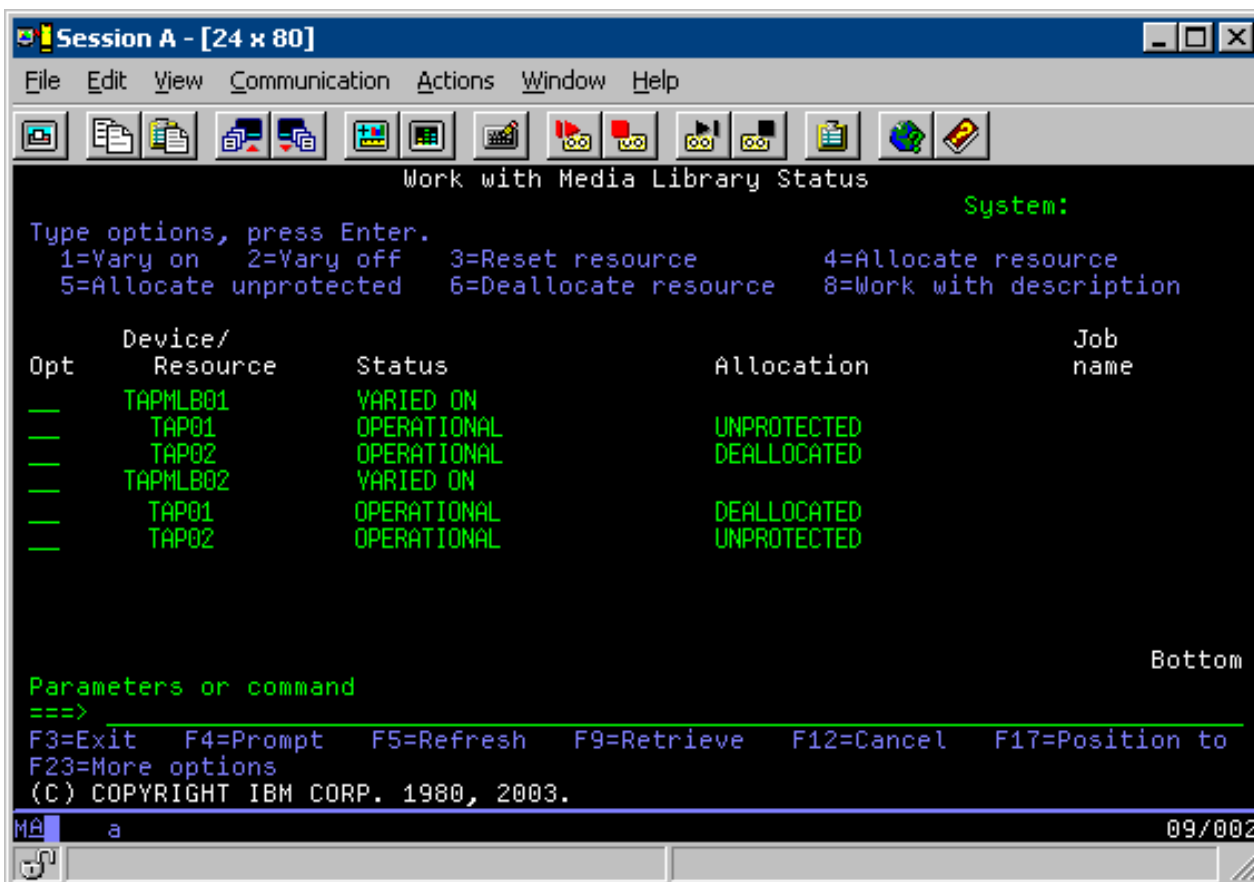 Session A - [24 x 80]
File Edit View Communication Actions Window Help
Work with Media Library Status
System:
Type options, press Enter.
1=Vary on 2=Vary off 3=Reset resource 4=Allocate resource
5=Allocate unprotected 6=Deallocate resource 8=Work with description
Device/ Job
Opt Resource Status Allocation name
TAPMLB01 VARIED ON
TAP01 OPERATIONAL UNPROTECTED
TAP02 OPERATIONAL DEALLOCATED
TAPMLB02 VARIED ON
TAP01 OPERATIONAL DEALLOCATED
TAP02 OPERATIONAL UNPROTECTED
Bottom
Parameters or command
===>
F3=Exit F4=Prompt F5=Refresh F9=Retrieve F12=Cancel F17=Position to
F23=More options
(C) COPYRIGHT IBM CORP. 1980, 2003.
MA a 09/002